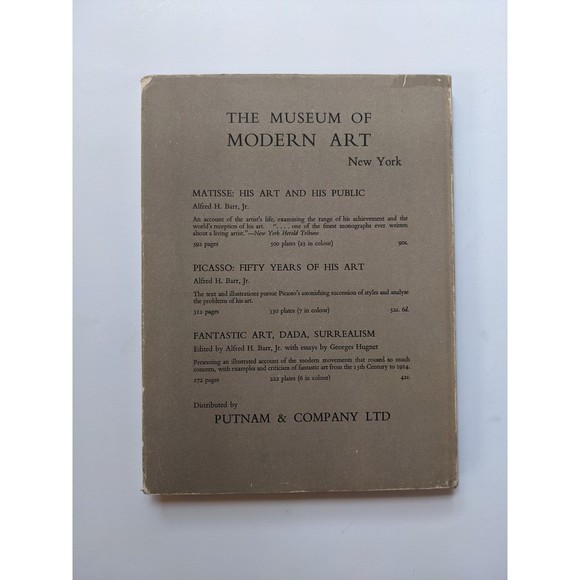 THE MUSEUM OF
MODERN ART
New York
MATISSE: HIS ART AND HIS PUBLIC
Alfred H. Barr, Jr.
An account of the artist's life, examining the range of his achievement and the
world's reception of his art. ". . . . one of the finest monographs ever written
about a living artist."—New York Herald Tribune
592 pages 500 plates (23 in colour) 90s.
PICASSO: FIFTY YEARS OF HIS ART
Alfred H. Barr, Jr.
The text and illustrations pursue Picasso's astonishing succession of styles and analyse
the problems of his art.
312 pages 330 plates (7 in colour) 52s. 6d.
FANTASTIC ART, DADA, SURREALISM
Edited by Alfred H. Barr, Jr. with essays by Georges Hugnet
Presenting an illustrated account of the modern movements that roused so much
concern, with examples and criticism of fantastic art from the 15th Century to 1914.
272 pages 222 plates (6 in colour) 42s.
Distributed by
PUTNAM & COMPANY LTD